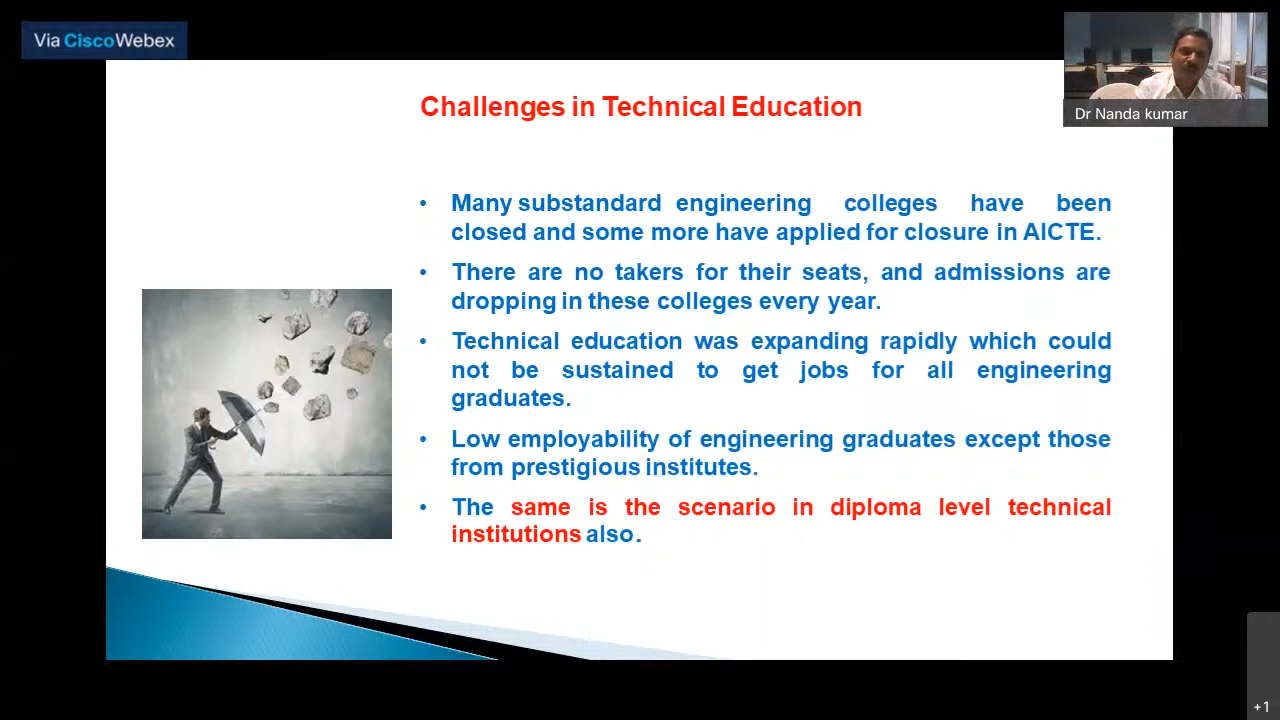 Via CiscoWebex
Dr Nanda kumar
Challenges in Technical Education
• Many substandard engineering colleges have been
closed and some more have applied for closure in AICTE.
• There are no takers for their seats, and admissions are
dropping in these colleges every year.
• Technical education was expanding rapidly which could
not be sustained to get jobs for all engineering
graduates.
• Low employability of engineering graduates except those
from prestigious institutes.
• The same is the scenario in diploma level technical
institutions also.
+1